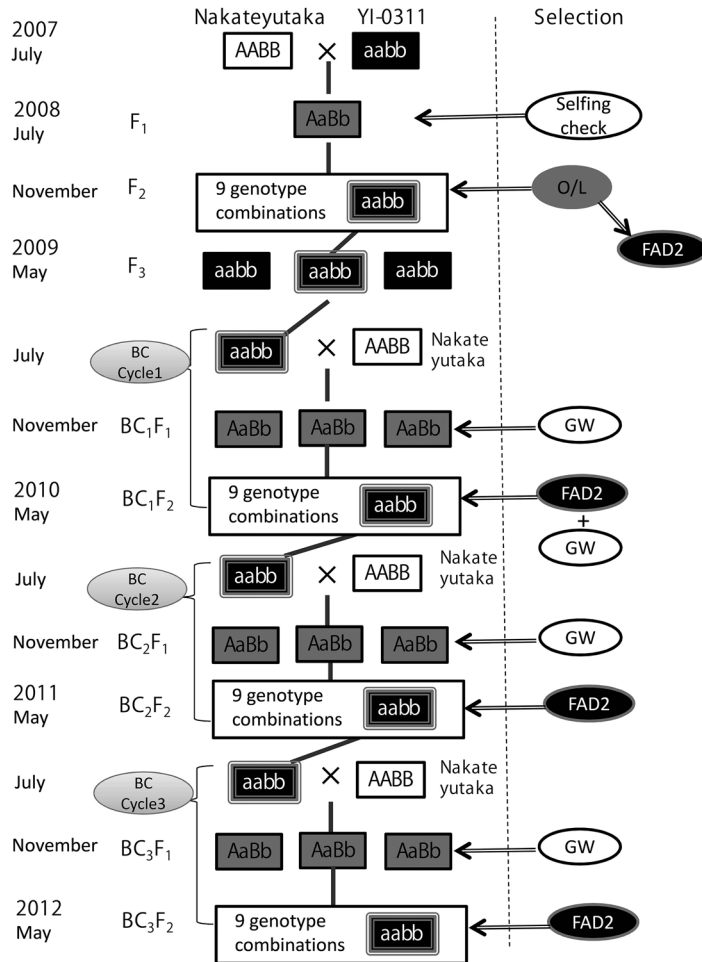 Nakateyutaka YI-0311 Selection
2007
July
AABB × aabb
2008
July
F1
AaBb
Selfing
check
November
F2
9 genotype
combinations
aabb
O/L
FAD2
2009
May
F3
aabb aabb aabb
July
BC
Cycle1
aabb × AABB
Nakate
yutaka
November
BC1F1
AaBb AaBb AaBb
GW
2010
May
BC1F2
9 genotype
combinations
aabb
FAD2
+
GW
July
BC
Cycle2
aabb × AABB
Nakate
yutaka
November
BC2F1
AaBb AaBb AaBb
GW
2011
May
BC2F2
9 genotype
combinations
aabb
FAD2
July
BC
Cycle3
aabb × AABB
Nakate
yutaka
November
BC3F1
AaBb AaBb AaBb
GW
2012
May
BC3F2
9 genotype
combinations
aabb
FAD2